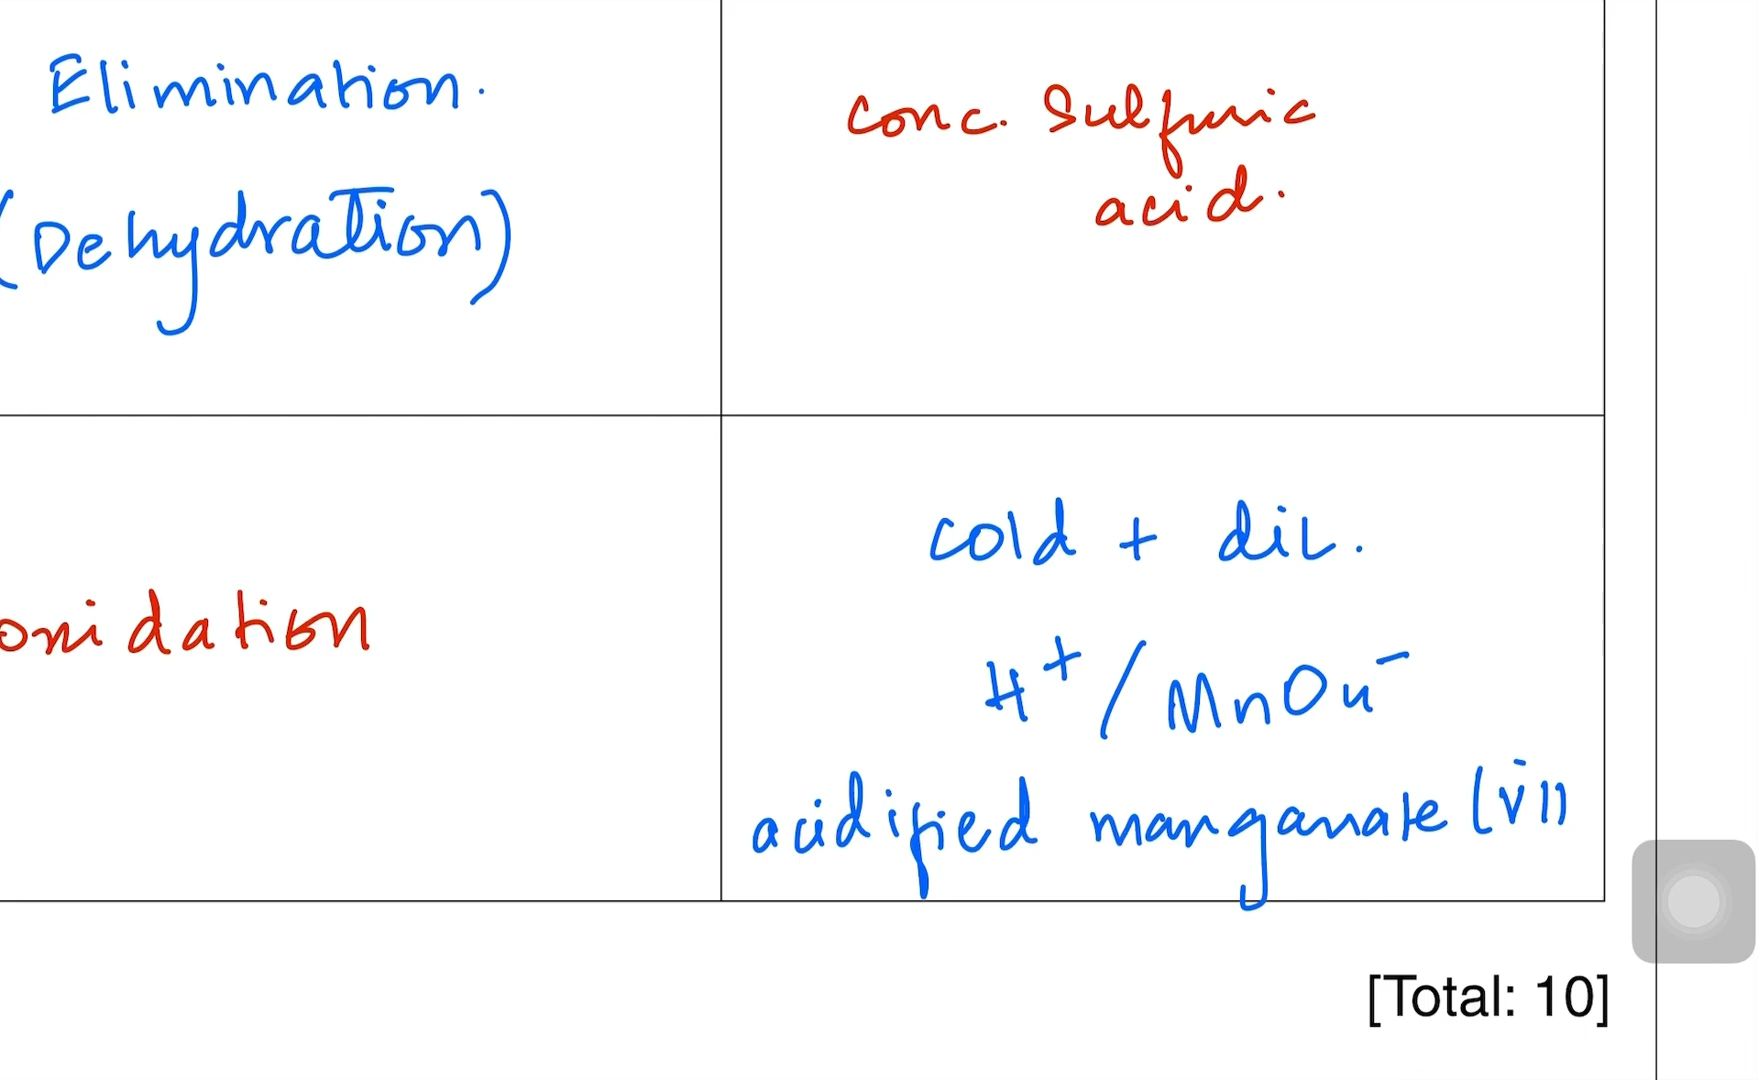 Elimination.
(Dehydration)
conc. Sulfuric
acid.
oxidation
cold + dil.
H⁺/MnO₄⁻
acidified manganate (VII)
[Total: 10]